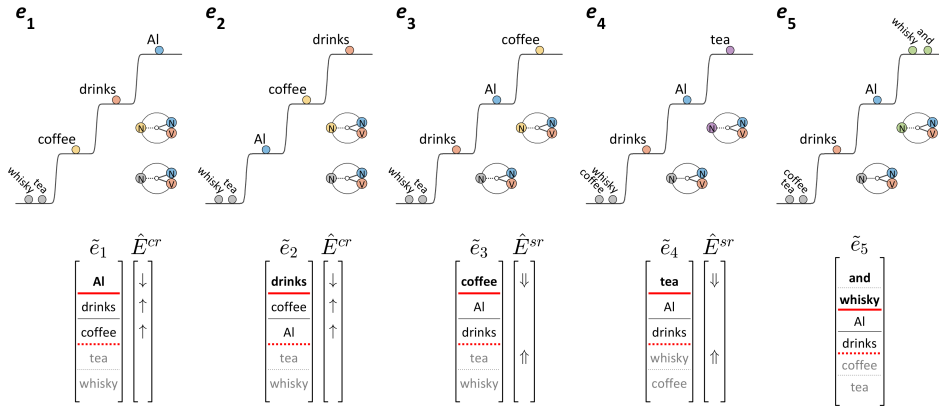 e1 e2 e3 e4 e5
Al drinks coffee tea whisky and
drinks coffee Al Al Al
coffee Al drinks drinks drinks
whisky tea whisky tea whisky tea coffee whisky tea coffee
N N V N N V N N V N N V N N V
N N V N N V N N V N N V N N V
ẽ1 Ê^cr ẽ2 Ê^cr ẽ3 Ê^sr ẽ4 Ê^sr ẽ5
Al ↓ drinks ↓ coffee ⇓ tea ⇓ and
drinks ↑ coffee ↑ Al Al whisky
coffee ↑ Al ↑ drinks drinks Al
tea tea tea ⇑ whisky ⇑ drinks
whisky whisky whisky coffee coffee
tea